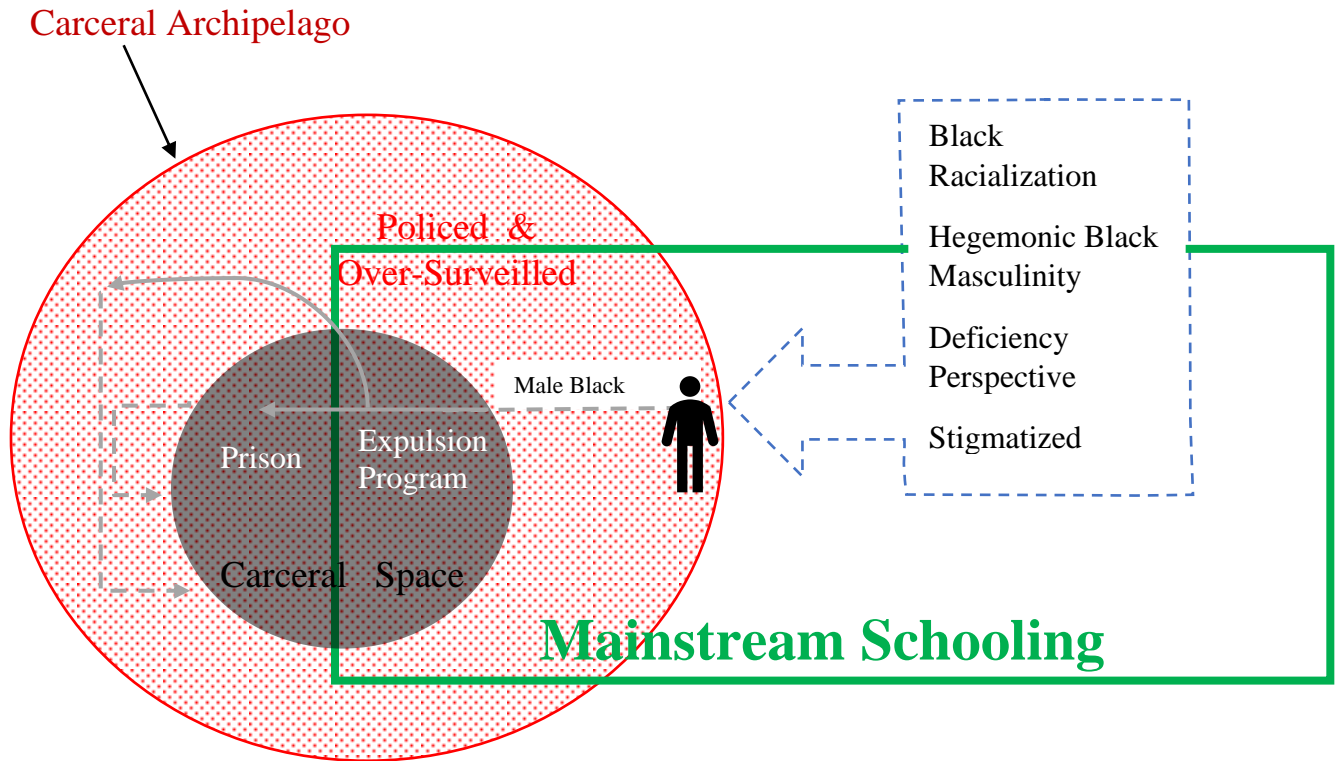 Carceral Archipelago
Policed &
Over-Surveilled
Black
Racialization
Hegemonic Black
Masculinity
Deficiency
Perspective
Stigmatized
Male Black
Prison
Expulsion
Program
Carceral Space
Mainstream Schooling